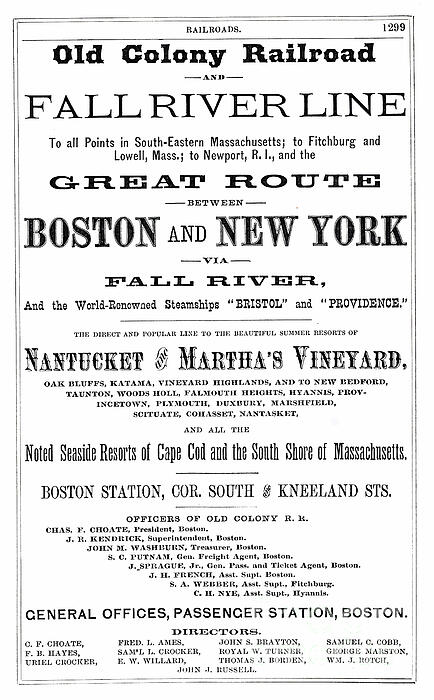 RAILROADS. 1299
Old Colony Railroad
AND
FALL RIVER LINE
To all Points in South-Eastern Massachusetts; to Fitchburg and
Lowell, Mass.; to Newport, R. I., and the
GREAT ROUTE
BETWEEN
BOSTON AND NEW YORK
VIA
FALL RIVER,
And the World-Renowned Steamships "BRISTOL" and "PROVIDENCE."
THE DIRECT AND POPULAR LINE TO THE BEAUTIFUL SUMMER RESORTS OF
NANTUCKET & MARTHA'S VINEYARD,
OAK BLUFFS, KATAMA, VINEYARD HIGHLANDS, AND TO NEW BEDFORD,
TAUNTON, WOODS HOLL, FALMOUTH HEIGHTS, HYANNIS, PROV-
INCETOWN, PLYMOUTH, DUXBURY, MARSHFIELD,
SCITUATE, COHASSET, NANTASKET,
AND ALL THE
Noted Seaside Resorts of Cape Cod and the South Shore of Massachusetts.
BOSTON STATION, COR. SOUTH & KNEELAND STS.
OFFICERS OF OLD COLONY R. R.
CHAS. F. CHOATE, President, Boston.
J. R. KENDRICK, Superintendent, Boston.
JOHN M. WASHBURN, Treasurer, Boston.
S. C. PUTNAM, Gen. Freight Agent, Boston.
J. SPRAGUE, Jr., Gen. Pass. and Ticket Agent, Boston.
J. H. FRENCH, Asst. Supt. Boston.
S. A. WEBBER, Asst. Supt., Fitchburg.
C. H. NYE, Asst. Supt., Hyannis.
GENERAL OFFICES, PASSENGER STATION, BOSTON.
DIRECTORS.
C. F. CHOATE, FRED. L. AMES, JOHN S. BRAYTON, SAMUEL C. COBB,
F. B. HAYES, SAM'L L. CROCKER, ROYAL W. TURNER, GEORGE MARSTON,
URIEL CROCKER, E. W. WILLARD, THOMAS J. BORDEN, WM. J. ROTCH,
JOHN J. RUSSELL.